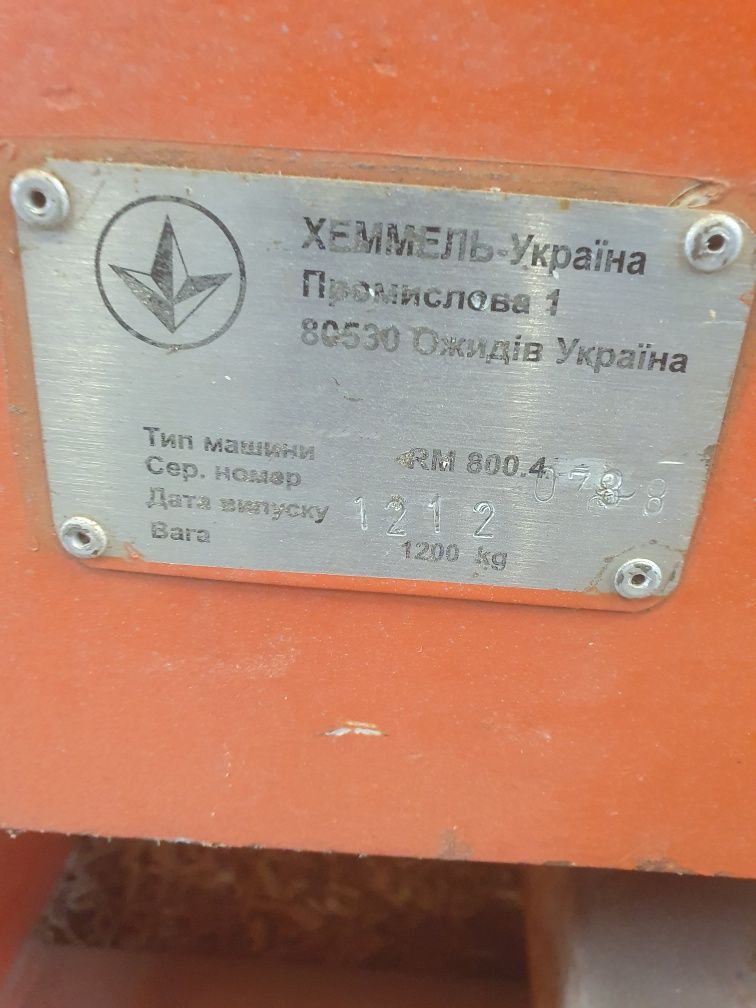 ХЕММЕЛЬ-Україна
Промислова 1
80530 Ожидів Україна
Тип машини RM 800.4
Сер. номер
Дата випуску 1212
Вага 1200 kg